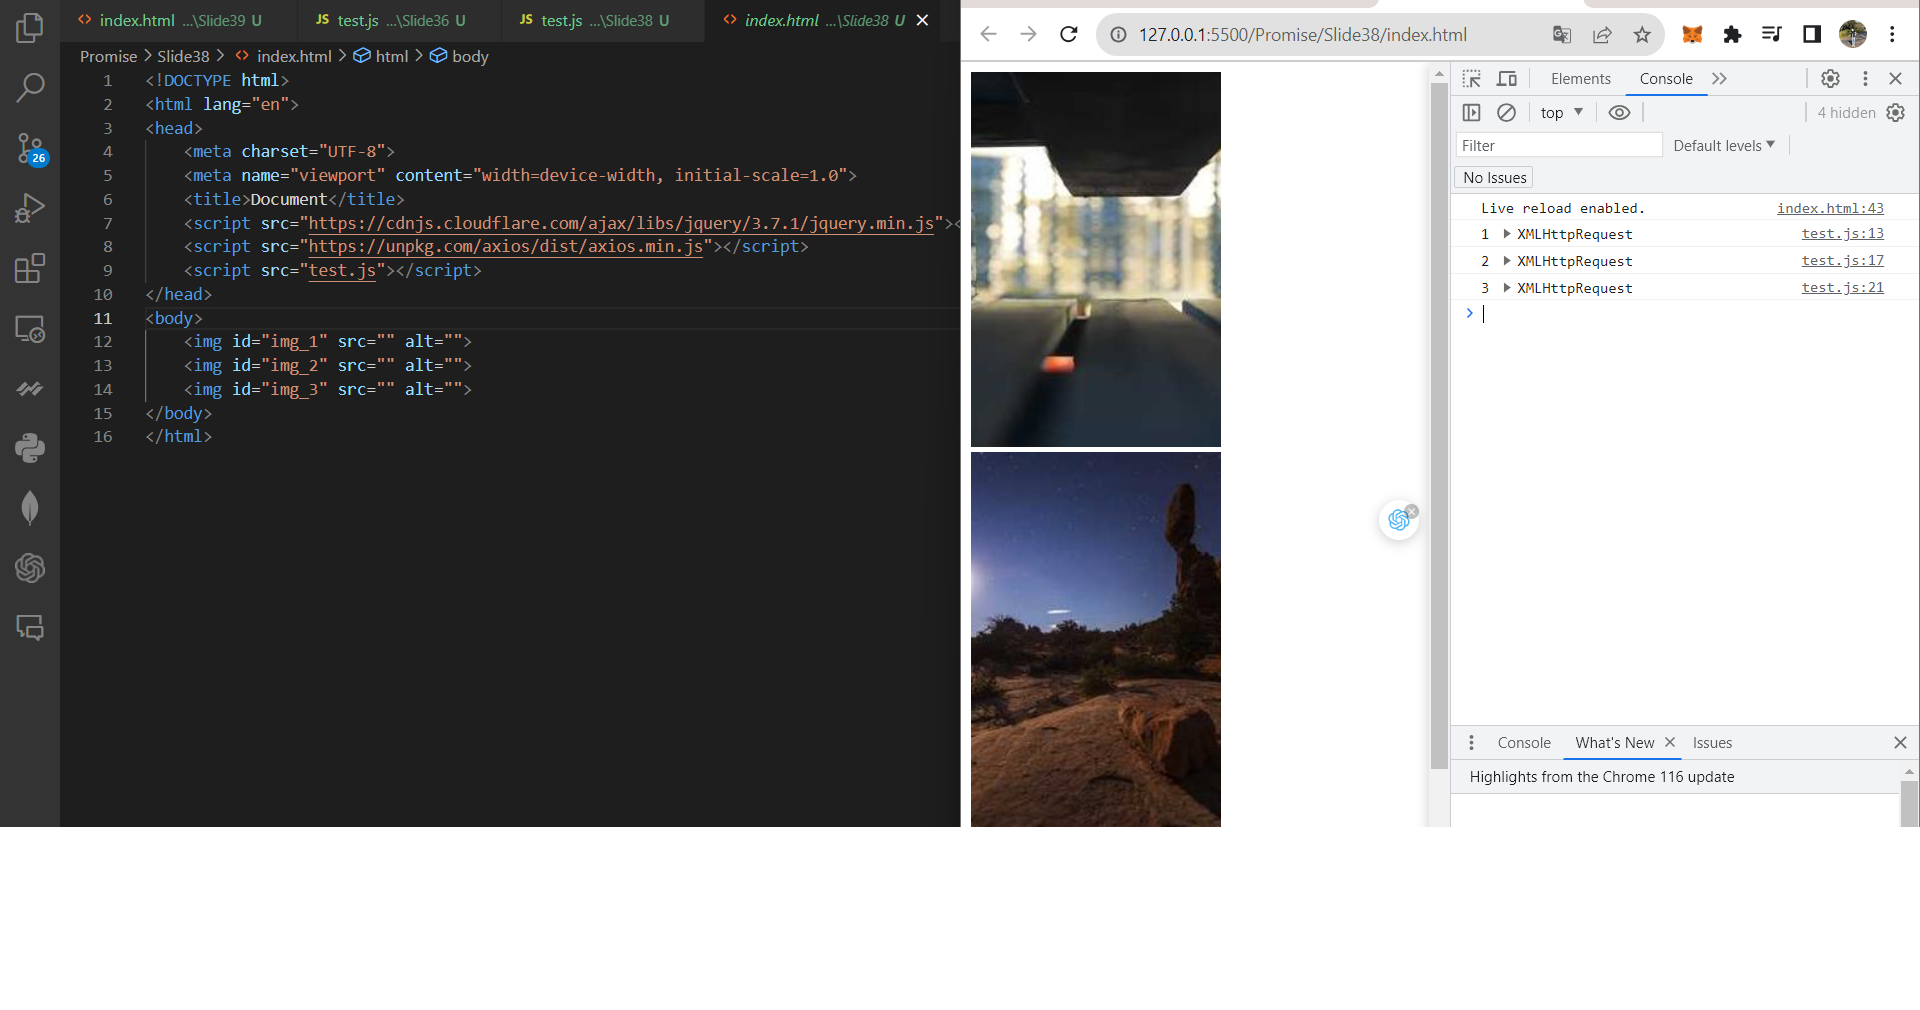 index.html ...\Slide39 U
JS test.js ...\Slide36 U
JS test.js ...\Slide38 U
index.html ...\Slide38 U
Promise > Slide38 > index.html > html > body
1 <!DOCTYPE html>
2 <html lang="en">
3 <head>
4 <meta charset="UTF-8">
5 <meta name="viewport" content="width=device-width, initial-scale=1.0">
6 <title>Document</title>
7 <script src="https://cdnjs.cloudflare.com/ajax/libs/jquery/3.7.1/jquery.min.js"><
8 <script src="https://unpkg.com/axios/dist/axios.min.js"></script>
9 <script src="test.js"></script>
10 </head>
11 <body>
12 <img id="img_1" src="" alt="">
13 <img id="img_2" src="" alt="">
14 <img id="img_3" src="" alt="">
15 </body>
16 </html>
26
127.0.0.1:5500/Promise/Slide38/index.html
Elements Console
top 4 hidden
Filter Default levels
No Issues
Live reload enabled. index.html:43
1 XMLHttpRequest test.js:13
2 XMLHttpRequest test.js:17
3 XMLHttpRequest test.js:21
>
Console What's New Issues
Highlights from the Chrome 116 update